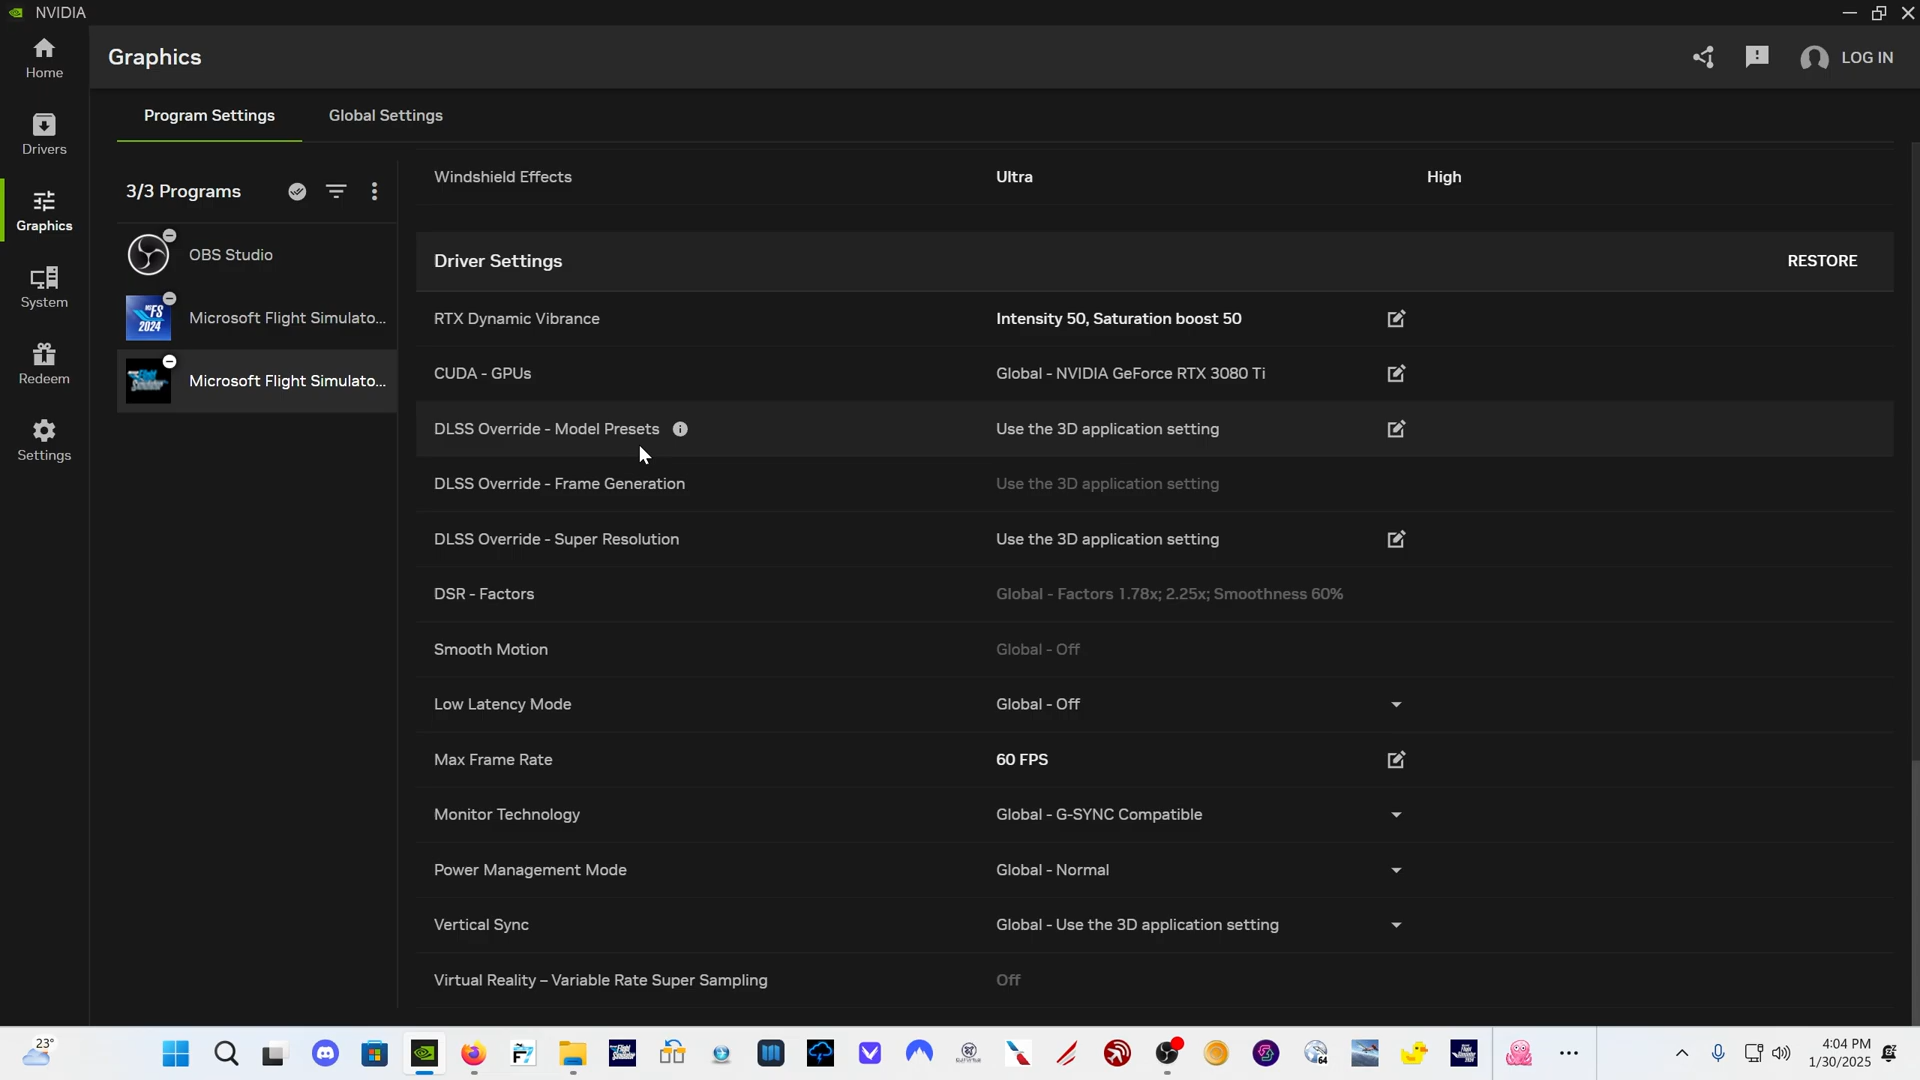 NVIDIA
Graphics
LOG IN
Home
Drivers
Graphics
System
Redeem
Settings
Program Settings
Global Settings
3/3 Programs
OBS Studio
FS
2024
Microsoft Flight Simulato...
Microsoft Flight Simulato...
Windshield Effects Ultra High
Driver Settings RESTORE
RTX Dynamic Vibrance Intensity 50, Saturation boost 50
CUDA - GPUs Global - NVIDIA GeForce RTX 3080 Ti
DLSS Override - Model Presets Use the 3D application setting
DLSS Override - Frame Generation Use the 3D application setting
DLSS Override - Super Resolution Use the 3D application setting
DSR - Factors Global - Factors 1.78x; 2.25x; Smoothness 60%
Smooth Motion Global - Off
Low Latency Mode Global - Off
Max Frame Rate 60 FPS
Monitor Technology Global - G-SYNC Compatible
Power Management Mode Global - Normal
Vertical Sync Global - Use the 3D application setting
Virtual Reality – Variable Rate Super Sampling Off
23°
64
4:04 PM
1/30/2025